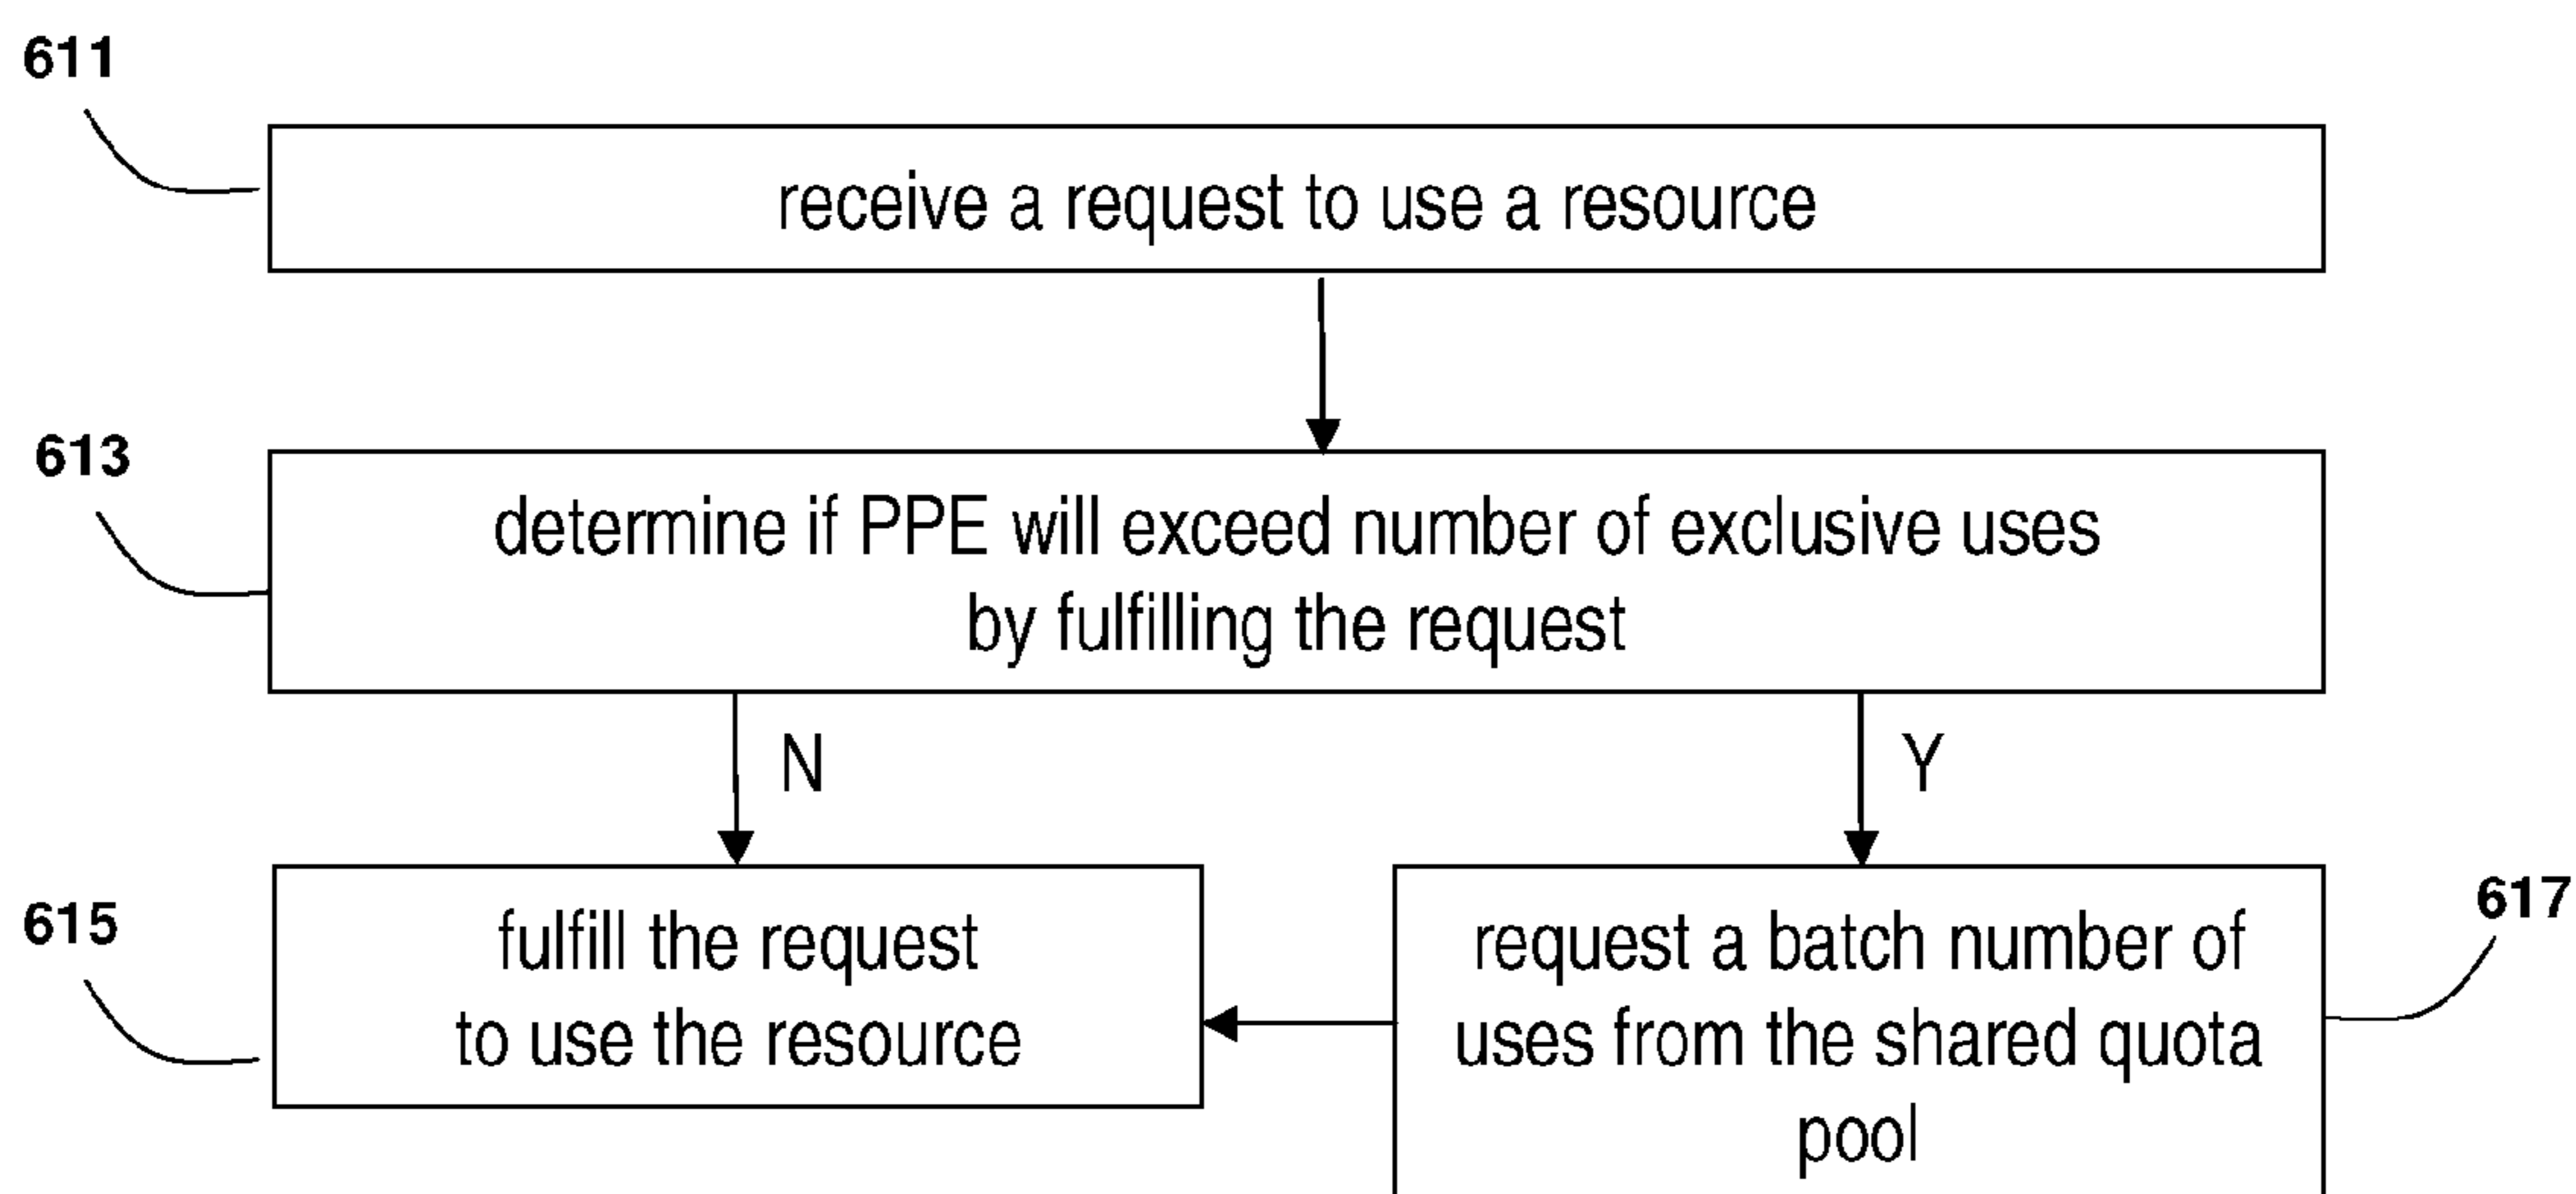 611
receive a request to use a resource
613
determine if PPE will exceed number of exclusive uses
by fulfilling the request
N
Y
615
fulfill the request
to use the resource
617
request a batch number of
uses from the shared quota
pool